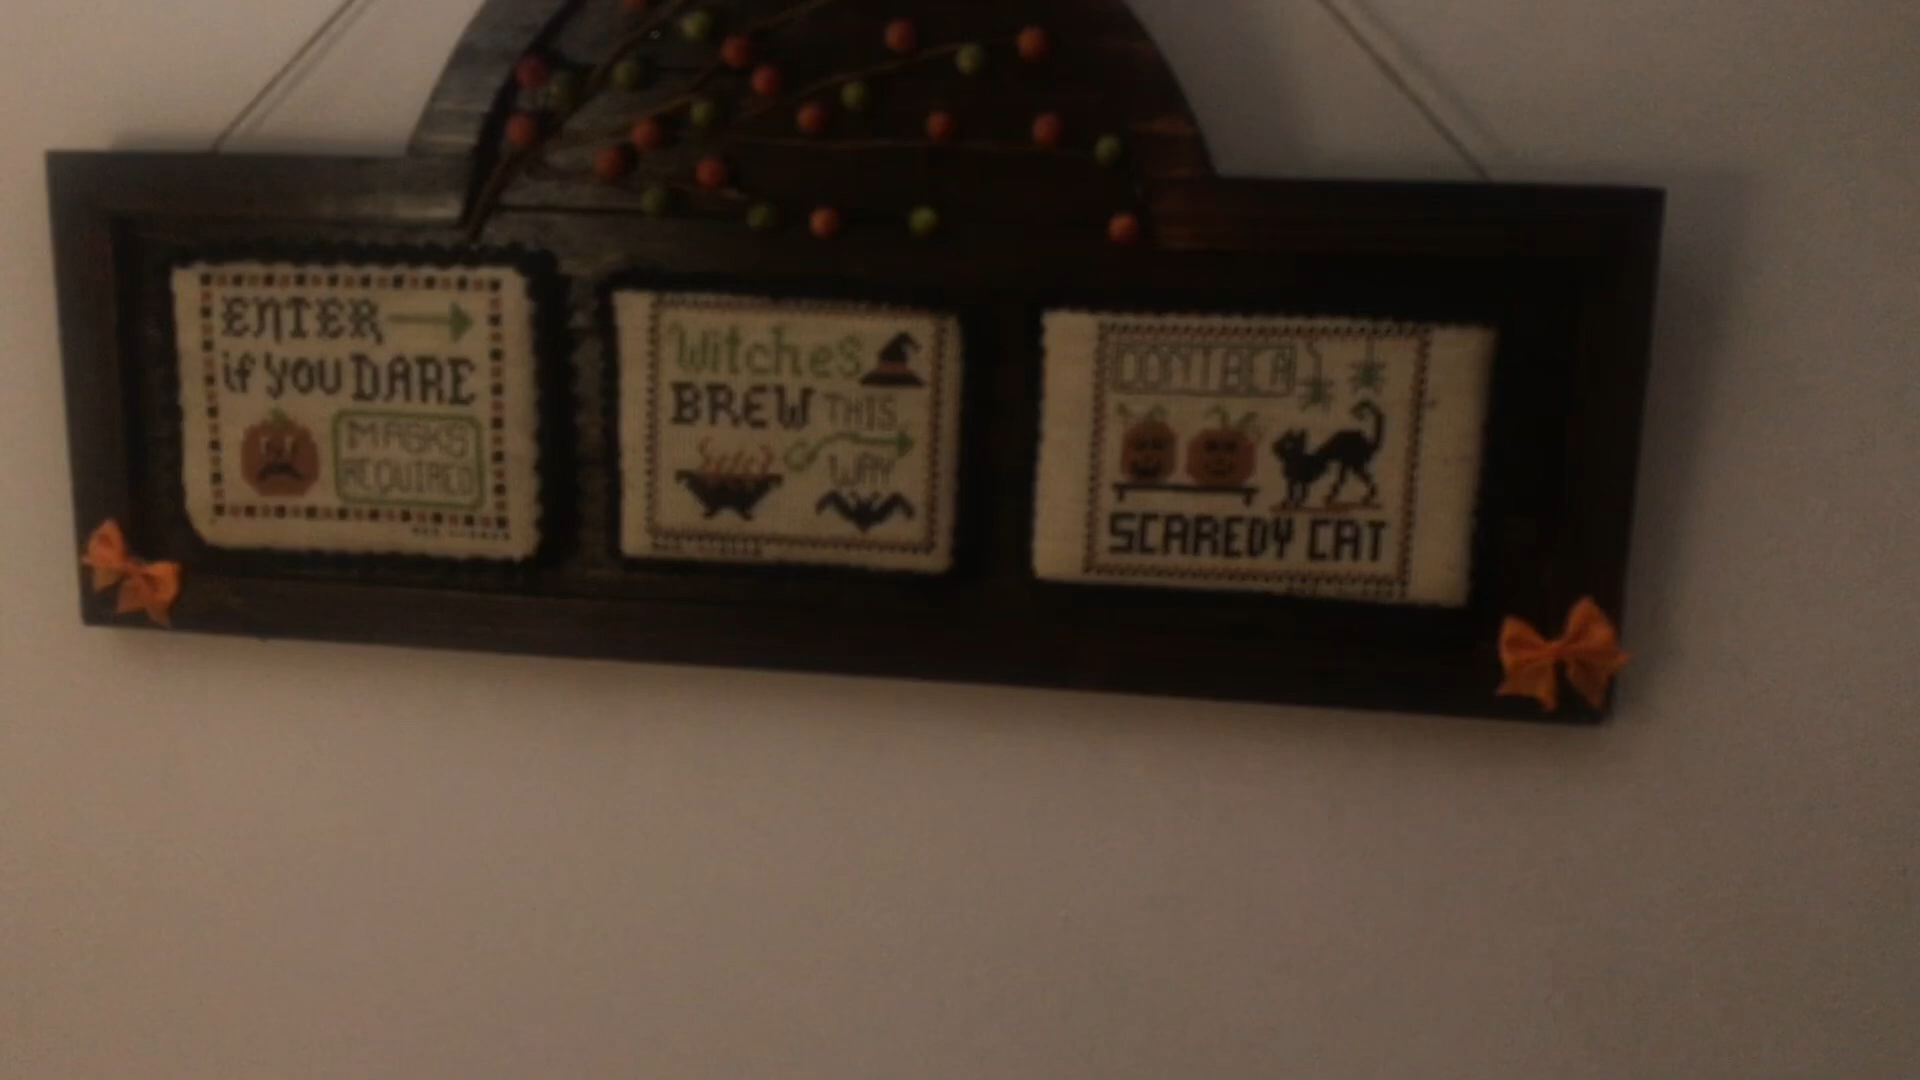 ENTER
if you DARE
MASKS
REQUIRED
Witches
BREW THIS
WAY
DON'T BE A
SCAREDY CAT